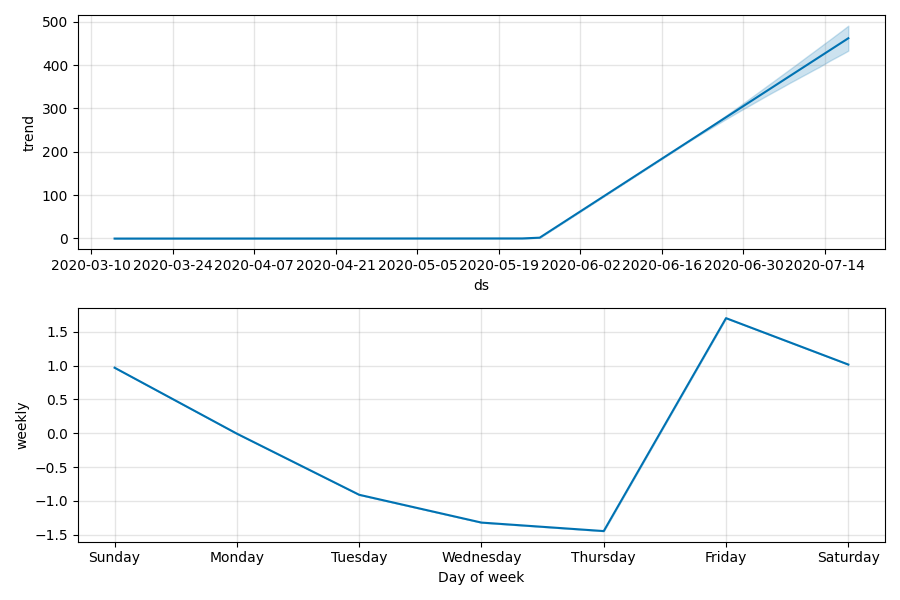 500
400
300
200
100
0
trend
2020-03-10 2020-03-24 2020-04-07 2020-04-21 2020-05-05 2020-05-19 2020-06-02 2020-06-16 2020-06-30 2020-07-14
ds
1.5
1.0
0.5
0.0
−0.5
−1.0
−1.5
weekly
Sunday Monday Tuesday Wednesday Thursday Friday Saturday
Day of week